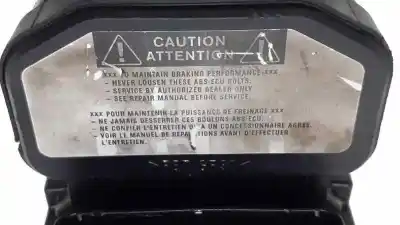 CAUTION
ATTENTION
xxx TO MAINTAIN BRAKING PERFORMANCE xxx
– NEVER LOOSEN THESE ABS-ECU BOLTS.
– SERVICE BY AUTHORIZED DEALER ONLY
– SEE REPAIR MANUAL BEFORE SERVICE.
xxx POUR MAINTENIR LA PUISSANCE DE FREINAGE xxx
– NE JAMAIS DESSERRER CES BOULONS ABS-ECU.
– NE CONFIER L'ENTRETIEN QU'A UN CONCESSIONNAIRE AGREE.
VOIR LE MANUEL DE REPARATIONS AVANT D'EFFECTUER
L'ENTRETIEN.